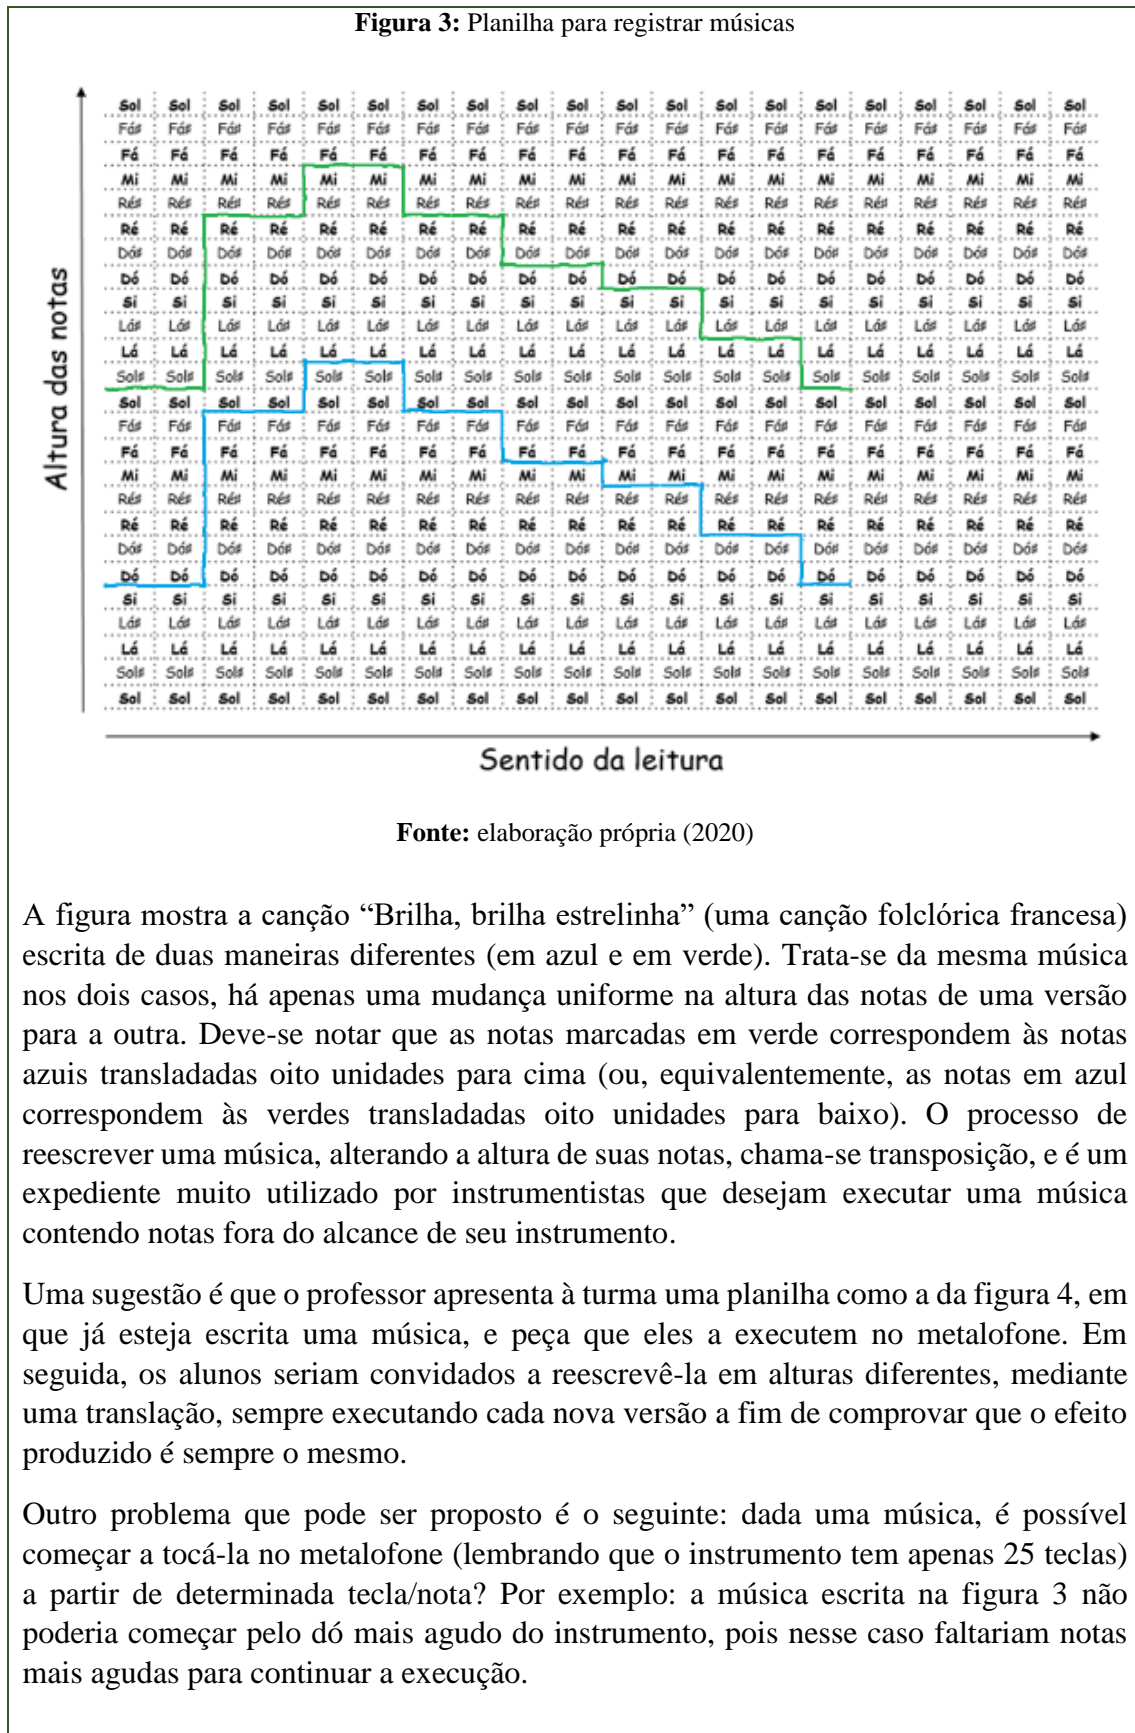 Figura 3: Planilha para registrar músicas
Altura das notas
Sol Sol Sol Sol Sol Sol Sol Sol Sol Sol Sol Sol Sol Sol Sol Sol Sol Sol Sol Sol
Fá# Fá# Fá# Fá# Fá# Fá# Fá# Fá# Fá# Fá# Fá# Fá# Fá# Fá# Fá# Fá# Fá# Fá# Fá# Fá#
Fá Fá Fá Fá Fá Fá Fá Fá Fá Fá Fá Fá Fá Fá Fá Fá Fá Fá Fá Fá
Mi Mi Mi Mi Mi Mi Mi Mi Mi Mi Mi Mi Mi Mi Mi Mi Mi Mi Mi Mi
Ré# Ré# Ré# Ré# Ré# Ré# Ré# Ré# Ré# Ré# Ré# Ré# Ré# Ré# Ré# Ré# Ré# Ré# Ré# Ré#
Ré Ré Ré Ré Ré Ré Ré Ré Ré Ré Ré Ré Ré Ré Ré Ré Ré Ré Ré Ré
Dó# Dó# Dó# Dó# Dó# Dó# Dó# Dó# Dó# Dó# Dó# Dó# Dó# Dó# Dó# Dó# Dó# Dó# Dó# Dó#
Dó Dó Dó Dó Dó Dó Dó Dó Dó Dó Dó Dó Dó Dó Dó Dó Dó Dó Dó Dó
Si Si Si Si Si Si Si Si Si Si Si Si Si Si Si Si Si Si Si Si
Lá# Lá# Lá# Lá# Lá# Lá# Lá# Lá# Lá# Lá# Lá# Lá# Lá# Lá# Lá# Lá# Lá# Lá# Lá# Lá#
Lá Lá Lá Lá Lá Lá Lá Lá Lá Lá Lá Lá Lá Lá Lá Lá Lá Lá Lá Lá
Sol# Sol# Sol# Sol# Sol# Sol# Sol# Sol# Sol# Sol# Sol# Sol# Sol# Sol# Sol# Sol# Sol# Sol# Sol# Sol#
Sol Sol Sol Sol Sol Sol Sol Sol Sol Sol Sol Sol Sol Sol Sol Sol Sol Sol Sol Sol
Fá# Fá# Fá# Fá# Fá# Fá# Fá# Fá# Fá# Fá# Fá# Fá# Fá# Fá# Fá# Fá# Fá# Fá# Fá# Fá#
Fá Fá Fá Fá Fá Fá Fá Fá Fá Fá Fá Fá Fá Fá Fá Fá Fá Fá Fá Fá
Mi Mi Mi Mi Mi Mi Mi Mi Mi Mi Mi Mi Mi Mi Mi Mi Mi Mi Mi Mi
Ré# Ré# Ré# Ré# Ré# Ré# Ré# Ré# Ré# Ré# Ré# Ré# Ré# Ré# Ré# Ré# Ré# Ré# Ré# Ré#
Ré Ré Ré Ré Ré Ré Ré Ré Ré Ré Ré Ré Ré Ré Ré Ré Ré Ré Ré Ré
Dó# Dó# Dó# Dó# Dó# Dó# Dó# Dó# Dó# Dó# Dó# Dó# Dó# Dó# Dó# Dó# Dó# Dó# Dó# Dó#
Dó Dó Dó Dó Dó Dó Dó Dó Dó Dó Dó Dó Dó Dó Dó Dó Dó Dó Dó Dó
Si Si Si Si Si Si Si Si Si Si Si Si Si Si Si Si Si Si Si Si
Lá# Lá# Lá# Lá# Lá# Lá# Lá# Lá# Lá# Lá# Lá# Lá# Lá# Lá# Lá# Lá# Lá# Lá# Lá# Lá#
Lá Lá Lá Lá Lá Lá Lá Lá Lá Lá Lá Lá Lá Lá Lá Lá Lá Lá Lá Lá
Sol# Sol# Sol# Sol# Sol# Sol# Sol# Sol# Sol# Sol# Sol# Sol# Sol# Sol# Sol# Sol# Sol# Sol# Sol# Sol#
Sol Sol Sol Sol Sol Sol Sol Sol Sol Sol Sol Sol Sol Sol Sol Sol Sol Sol Sol Sol
Sentido da leitura
Fonte: elaboração própria (2020)
A figura mostra a canção “Brilha, brilha estrelinha” (uma canção folclórica francesa)
escrita de duas maneiras diferentes (em azul e em verde). Trata-se da mesma música
nos dois casos, há apenas uma mudança uniforme na altura das notas de uma versão
para a outra. Deve-se notar que as notas marcadas em verde correspondem às notas
azuis transladadas oito unidades para cima (ou, equivalentemente, as notas em azul
correspondem às verdes transladadas oito unidades para baixo). O processo de
reescrever uma música, alterando a altura de suas notas, chama-se transposição, e é um
expediente muito utilizado por instrumentistas que desejam executar uma música
contendo notas fora do alcance de seu instrumento.
Uma sugestão é que o professor apresenta à turma uma planilha como a da figura 4, em
que já esteja escrita uma música, e peça que eles a executem no metalofone. Em
seguida, os alunos seriam convidados a reescrevê-la em alturas diferentes, mediante
uma translação, sempre executando cada nova versão a fim de comprovar que o efeito
produzido é sempre o mesmo.
Outro problema que pode ser proposto é o seguinte: dada uma música, é possível
começar a tocá-la no metalofone (lembrando que o instrumento tem apenas 25 teclas)
a partir de determinada tecla/nota? Por exemplo: a música escrita na figura 3 não
poderia começar pelo dó mais agudo do instrumento, pois nesse caso faltariam notas
mais agudas para continuar a execução.